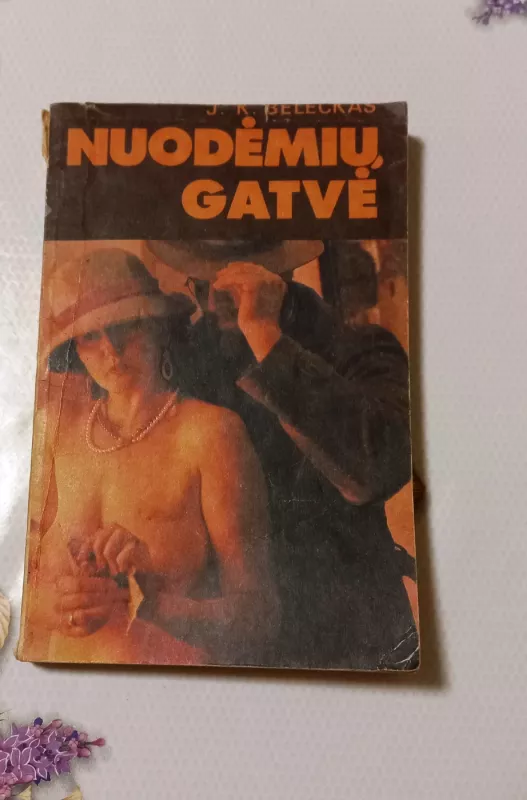 J. K. BELECKAS
NUODĖMIŲ
GATVĖ